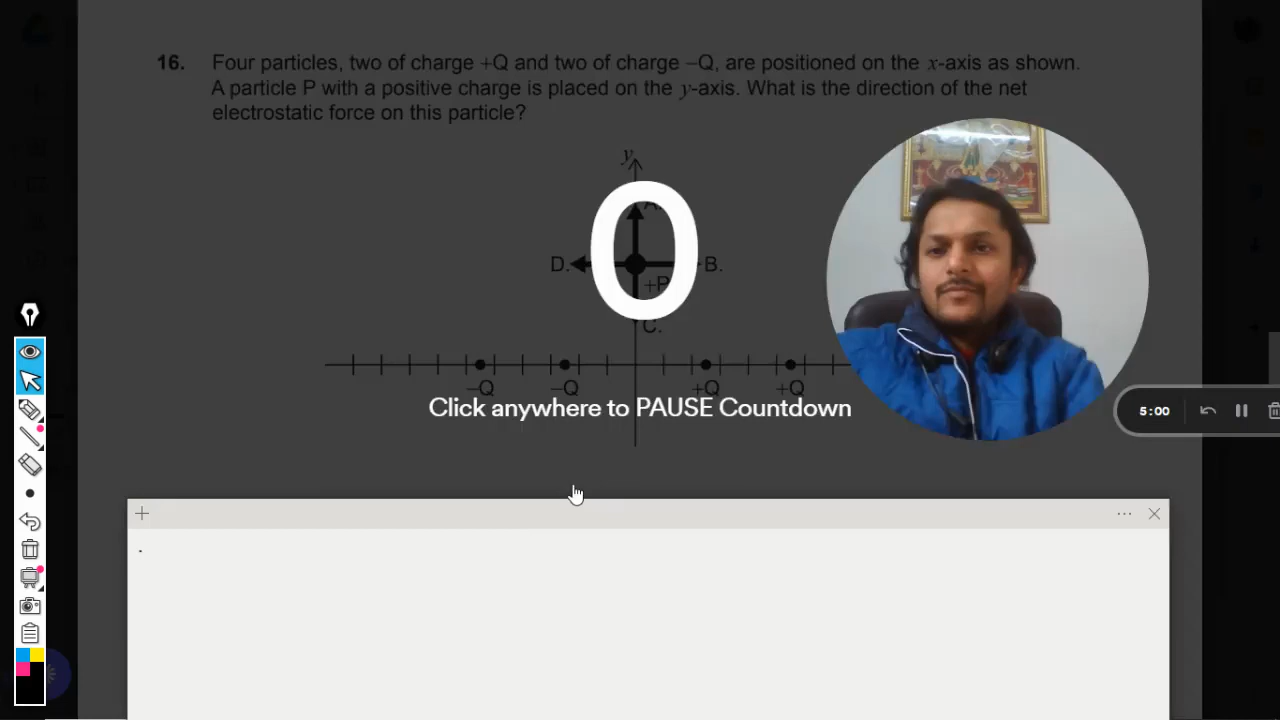 16. Four particles, two of charge +Q and two of charge −Q, are positioned on the x-axis as shown.
A particle P with a positive charge is placed on the y-axis. What is the direction of the net
electrostatic force on this particle?
y
0
D.
B.
C.
−Q −Q +Q +Q
Click anywhere to PAUSE Countdown
5:00